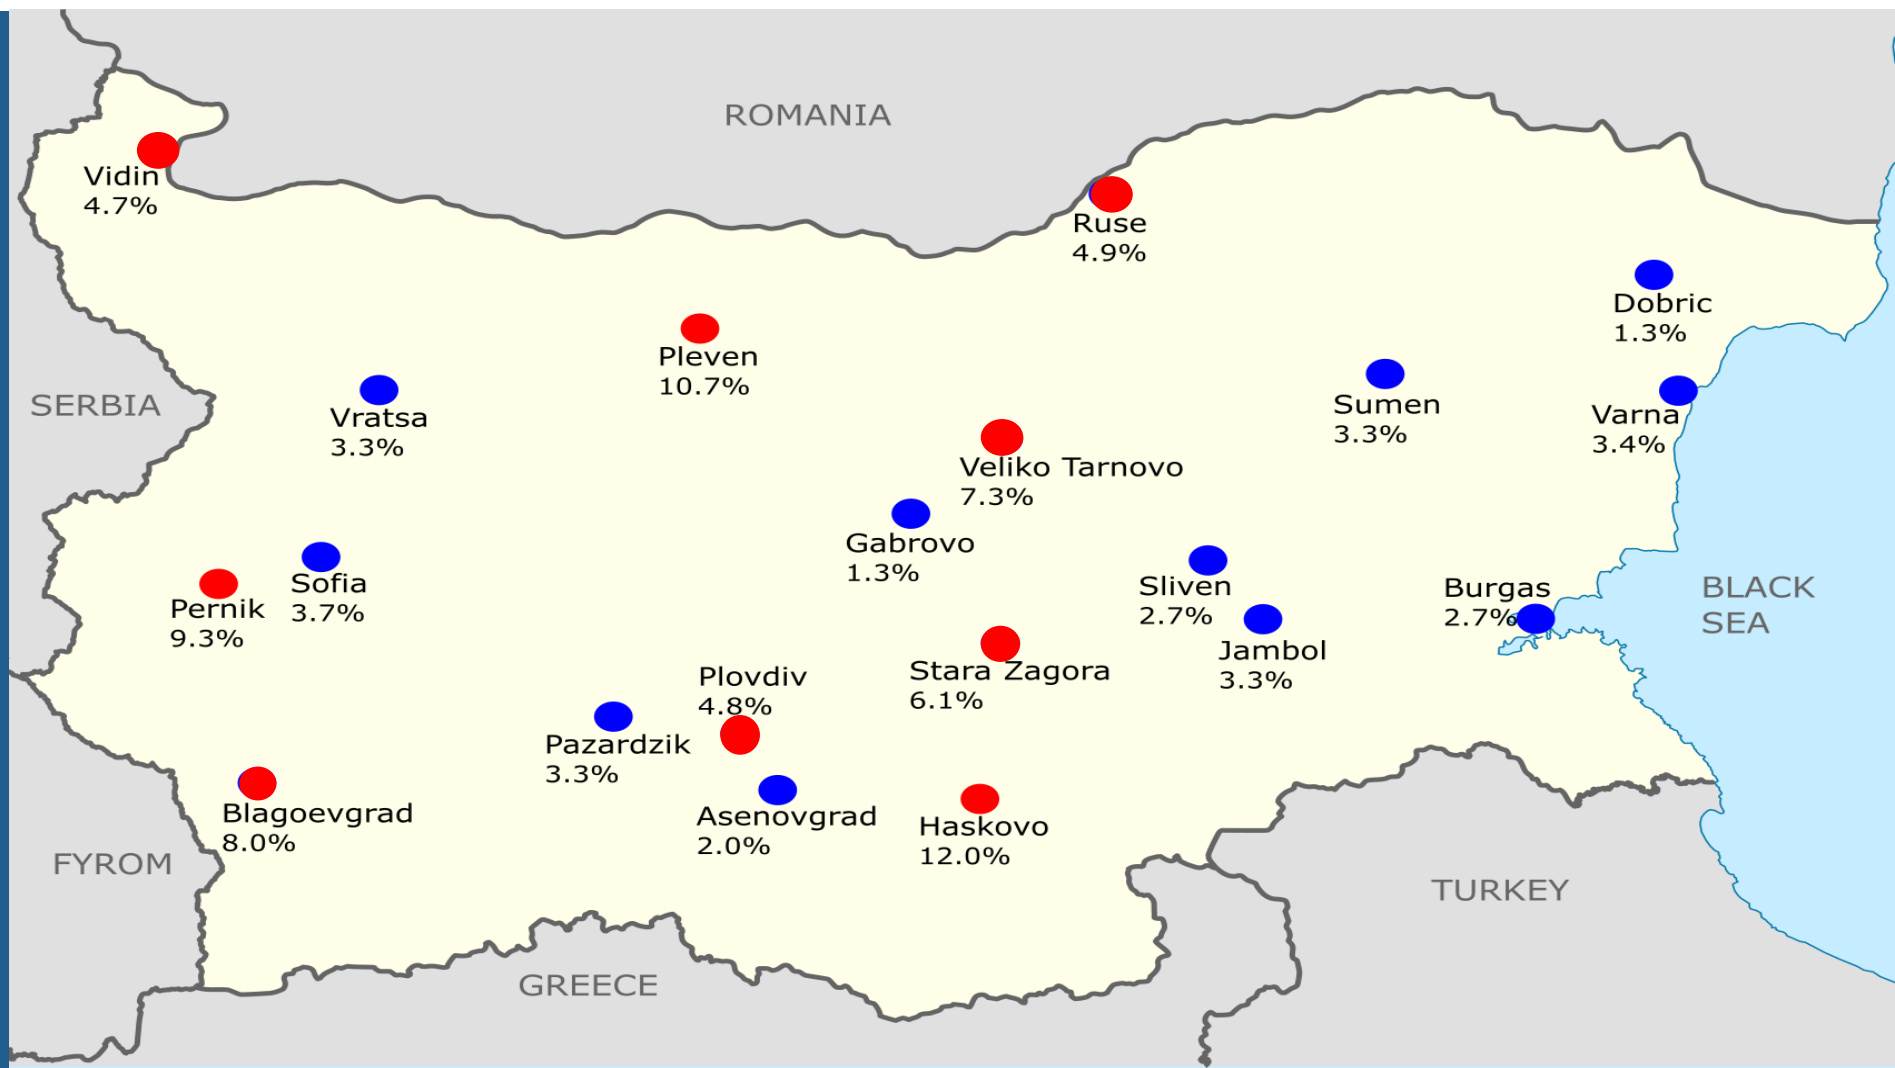 ROMANIA
Vidin
4.7%
Ruse
4.9%
Dobric
1.3%
Pleven
10.7%
SERBIA
Vratsa
3.3%
Sumen
3.3%
Varna
3.4%
Veliko Tarnovo
7.3%
Gabrovo
1.3%
Sofia
3.7%
Pernik
9.3%
Sliven
2.7%
Burgas
2.7%
BLACK
SEA
Jambol
3.3%
Stara Zagora
6.1%
Plovdiv
4.8%
Pazardzik
3.3%
Blagoevgrad
8.0%
Asenovgrad
2.0%
Haskovo
12.0%
FYROM
TURKEY
GREECE